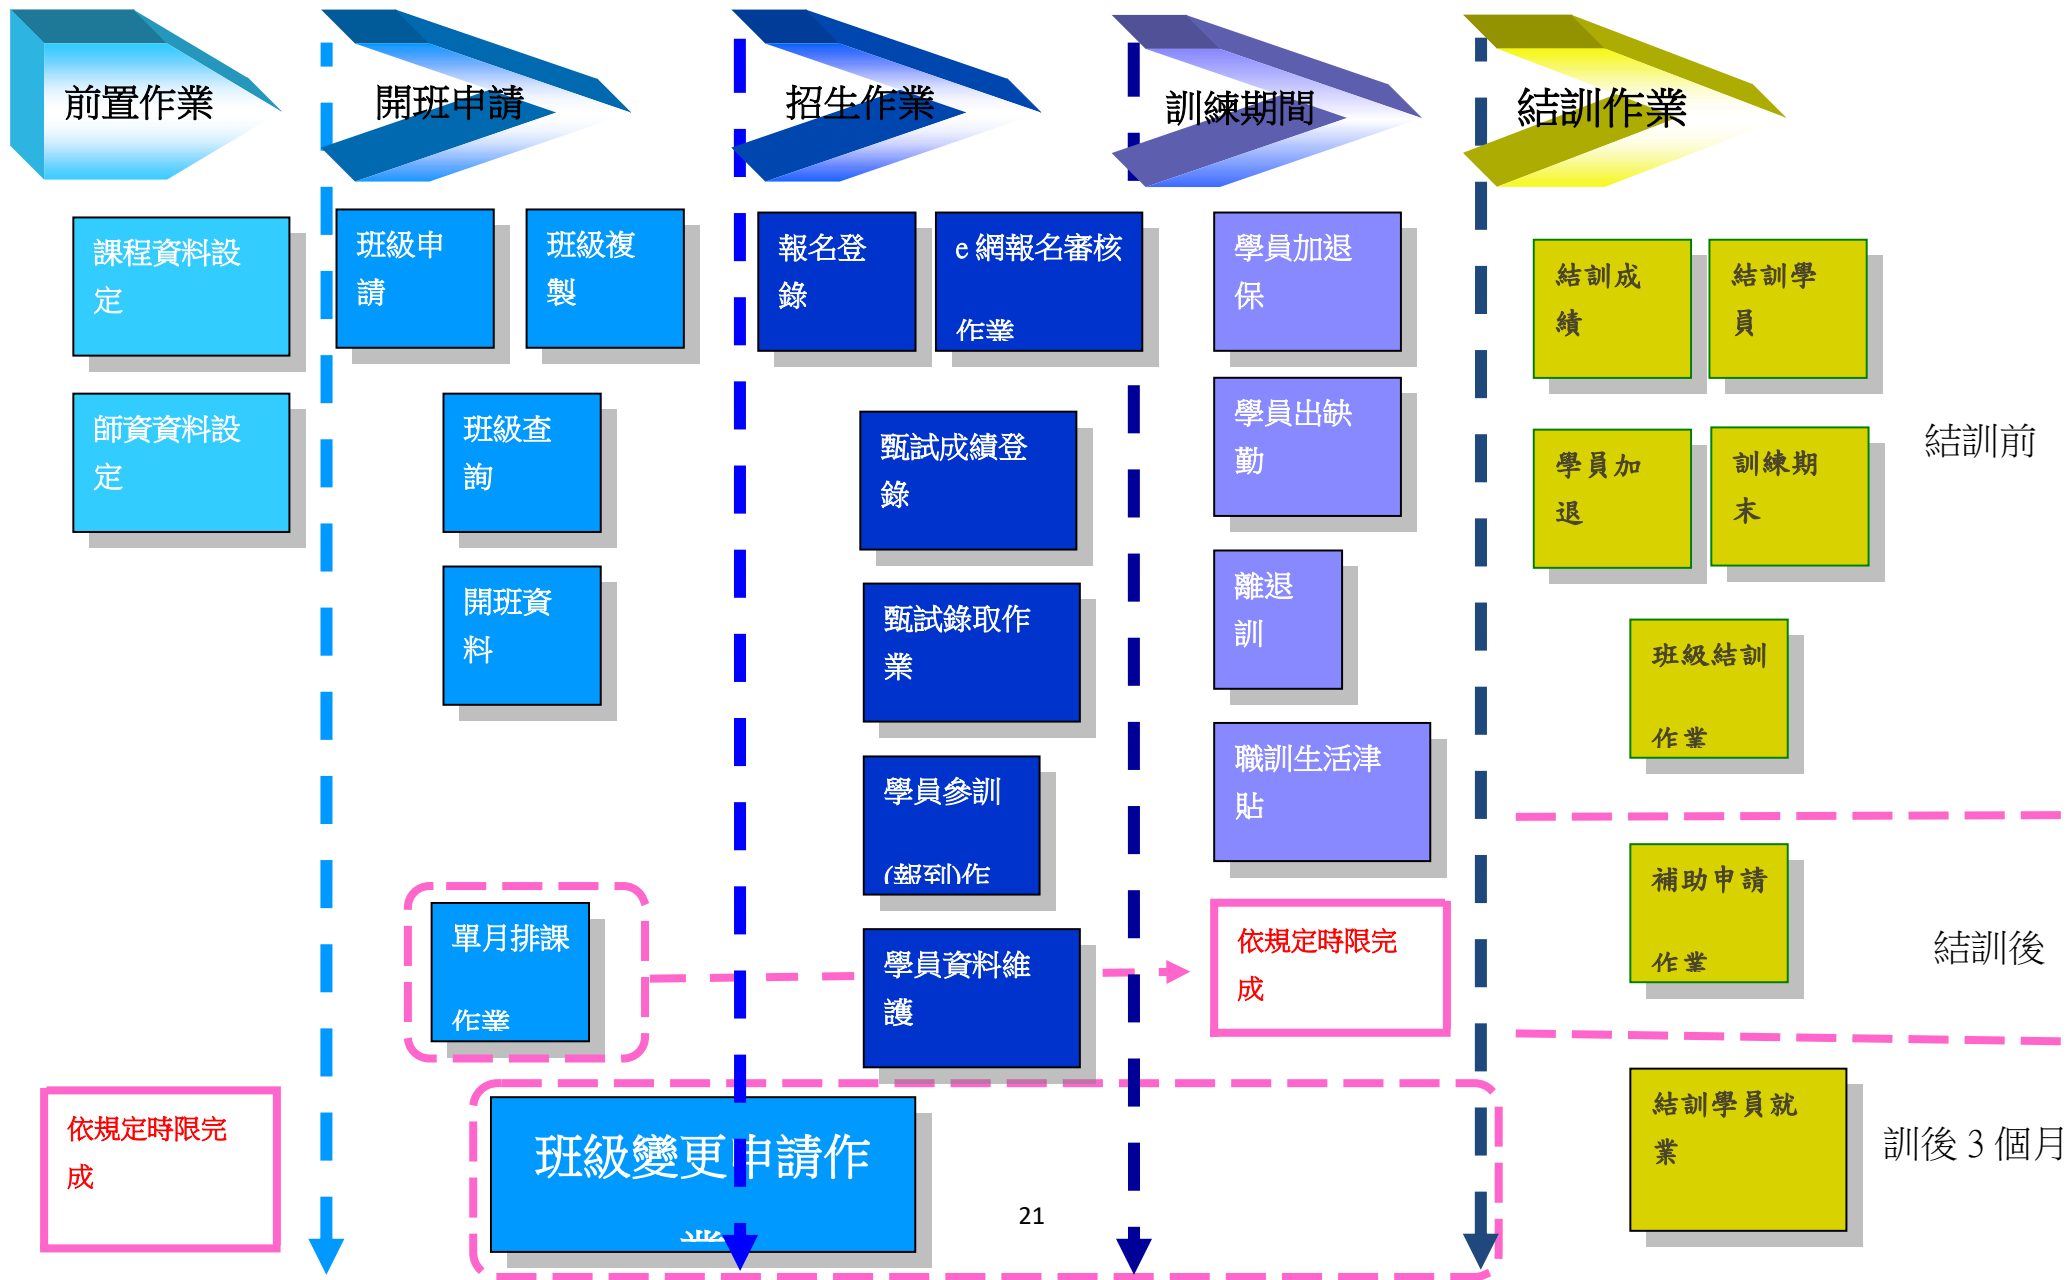 前置作業
開班申請
招生作業
訓練期間
結訓作業
課程資料設
定
師資資料設
定
依規定時限完
成
班級申
請
班級複
製
班級查
詢
開班資
料
單月排課
作業
班級變更申請作
業
報名登
錄
e 網報名審核
作業
甄試成績登
錄
甄試錄取作
業
學員參訓
(報到)作
學員資料維
護
學員加退
保
學員出缺
勤
離退
訓
職訓生活津
貼
依規定時限完
成
結訓成
績
結訓學
員
學員加
退
訓練期
末
結訓前
班級結訓
作業
補助申請
作業
結訓後
結訓學員就
業
訓後 3 個月
21